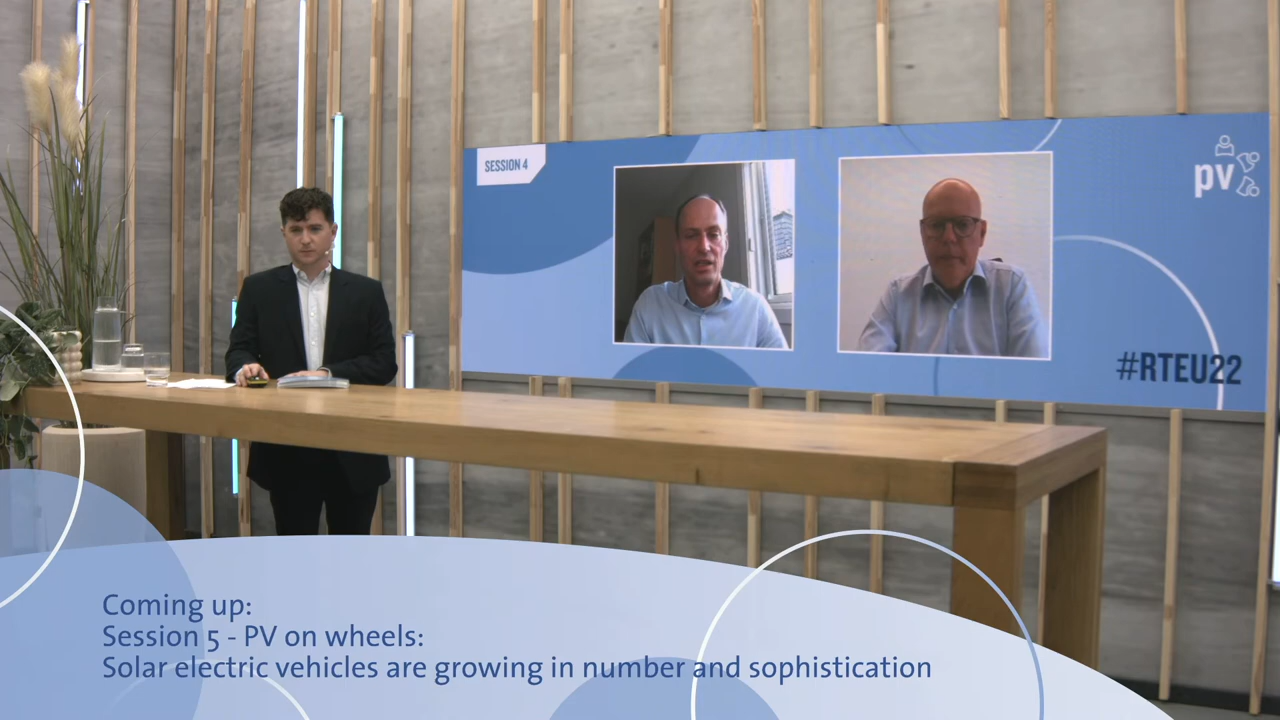 SESSION 4
pv
#RTEU22
Coming up:
Session 5 - PV on wheels:
Solar electric vehicles are growing in number and sophistication